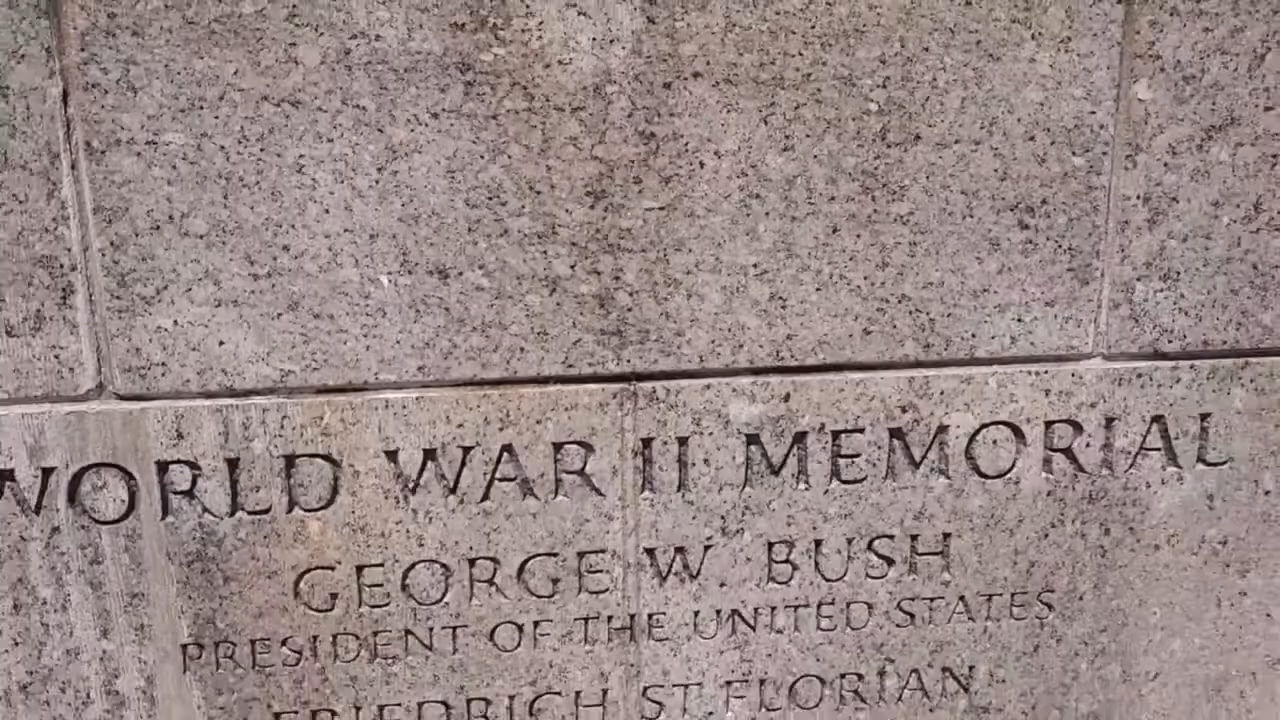 WORLD WAR II MEMORIAL
GEORGE W. BUSH
PRESIDENT OF THE UNITED STATES
FRIEDRICH ST.FLORIAN